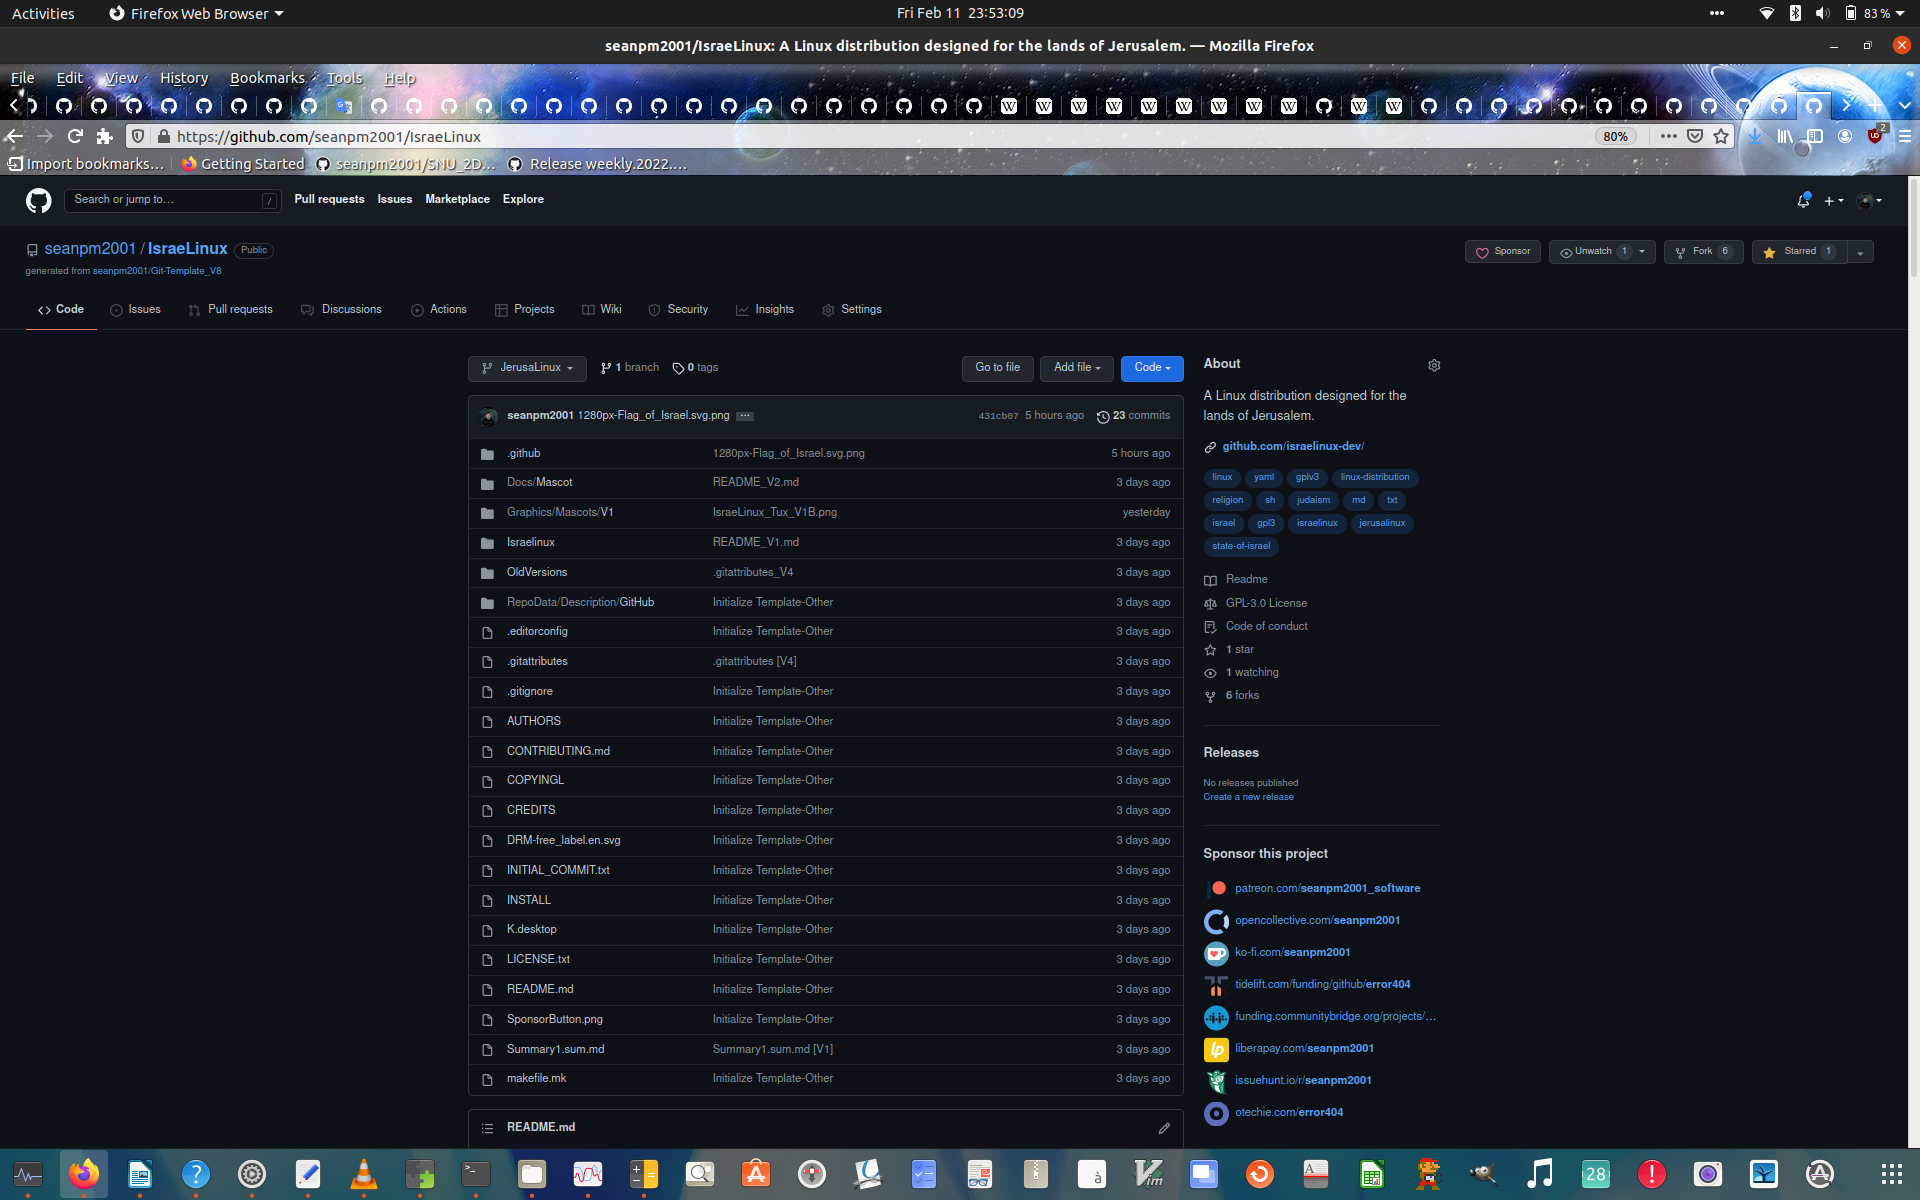 Activities Firefox Web Browser Fri Feb 11 23:53:09 83 %
seanpm2001/IsraeLinux: A Linux distribution designed for the lands of Jerusalem. — Mozilla Firefox
File Edit View History Bookmarks Tools Help
https://github.com/seanpm2001/IsraeLinux 80% 2
Import bookmarks… Getting Started seanpm2001/SNU_2D… Release weekly.2022.…
Search or jump to… / Pull requests Issues Marketplace Explore
seanpm2001 / IsraeLinux Public Sponsor Unwatch 1 Fork 6 Starred 1
generated from seanpm2001/Git-Template_V8
Code Issues Pull requests Discussions Actions Projects Wiki Security Insights Settings
JerusaLinux 1 branch 0 tags Go to file Add file Code
seanpm2001 1280px-Flag_of_Israel.svg.png 431cb07 5 hours ago 23 commits
.github 1280px-Flag_of_Israel.svg.png 5 hours ago
Docs/Mascot README_V2.md 3 days ago
Graphics/Mascots/V1 IsraeLinux_Tux_V1B.png yesterday
Israelinux README_V1.md 3 days ago
OldVersions .gitattributes_V4 3 days ago
RepoData/Description/GitHub Initialize Template-Other 3 days ago
.editorconfig Initialize Template-Other 3 days ago
.gitattributes .gitattributes [V4] 3 days ago
.gitignore Initialize Template-Other 3 days ago
AUTHORS Initialize Template-Other 3 days ago
CONTRIBUTING.md Initialize Template-Other 3 days ago
COPYINGL Initialize Template-Other 3 days ago
CREDITS Initialize Template-Other 3 days ago
DRM-free_label.en.svg Initialize Template-Other 3 days ago
INITIAL_COMMIT.txt Initialize Template-Other 3 days ago
INSTALL Initialize Template-Other 3 days ago
K.desktop Initialize Template-Other 3 days ago
LICENSE.txt Initialize Template-Other 3 days ago
README.md Initialize Template-Other 3 days ago
SponsorButton.png Initialize Template-Other 3 days ago
Summary1.sum.md Summary1.sum.md [V1] 3 days ago
makefile.mk Initialize Template-Other 3 days ago
README.md
About
A Linux distribution designed for the
lands of Jerusalem.
github.com/israelinux-dev/
linux yaml gplv3 linux-distribution
religion sh judaism md txt
israel gpl3 israelinux jerusalinux
state-of-israel
Readme
GPL-3.0 License
Code of conduct
1 star
1 watching
6 forks
Releases
No releases published
Create a new release
Sponsor this project
patreon.com/seanpm2001_software
opencollective.com/seanpm2001
ko-fi.com/seanpm2001
tidelift.com/funding/github/error404
funding.communitybridge.org/projects/…
liberapay.com/seanpm2001
issuehunt.io/r/seanpm2001
otechie.com/error404
28